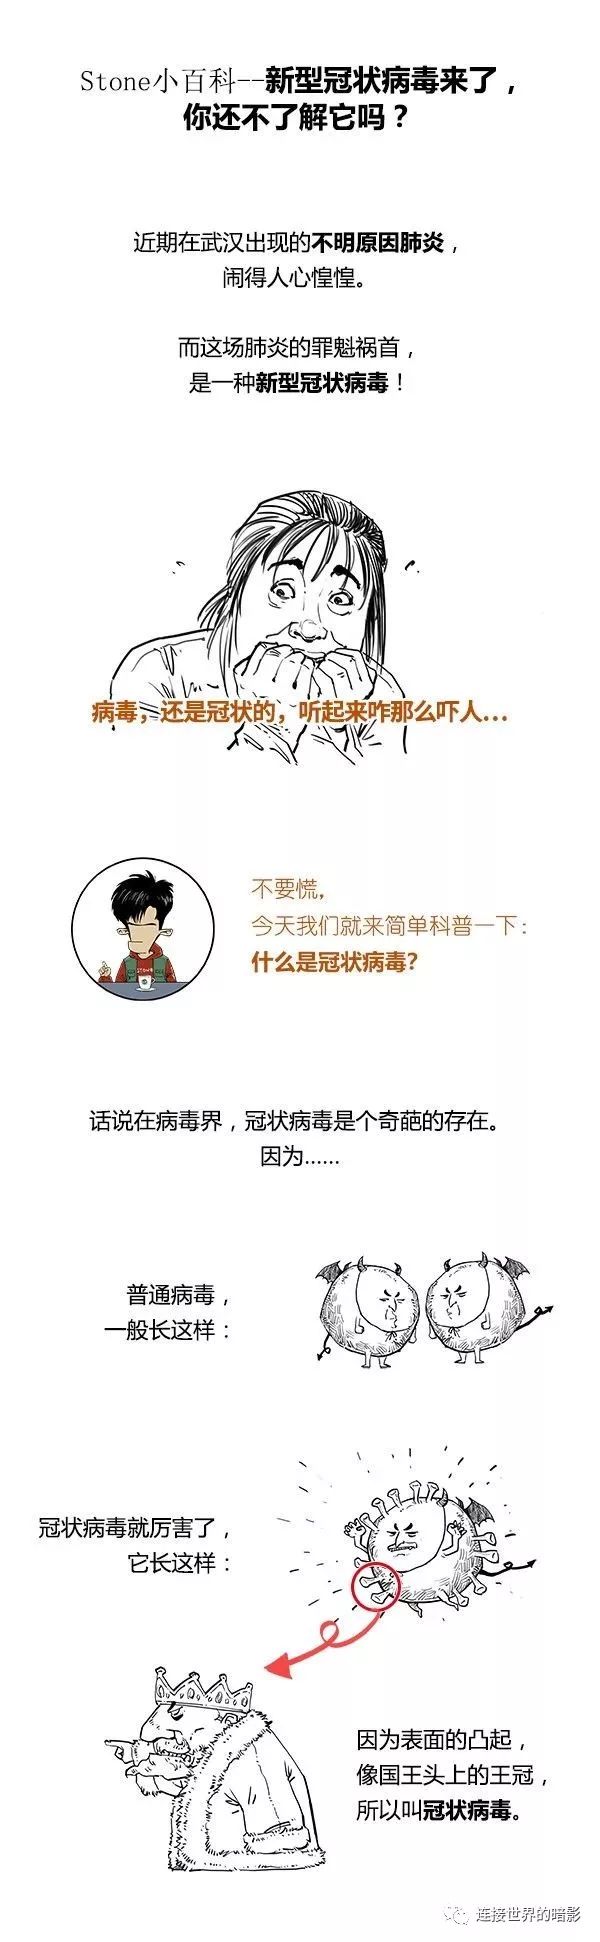 Stone小百科--新型冠状病毒来了，
你还不了解它吗？
近期在武汉出现的不明原因肺炎，
闹得人心惶惶。
而这场肺炎的罪魁祸首，
是一种新型冠状病毒！
病毒，还是冠状的，听起来咋那么吓人...
不要慌，
今天我们就来简单科普一下：
什么是冠状病毒?
话说在病毒界，冠状病毒是个奇葩的存在。
因为......
普通病毒，
一般长这样：
冠状病毒就厉害了，
它长这样：
因为表面的凸起，
像国王头上的王冠，
所以叫冠状病毒。
连接世界的暗影